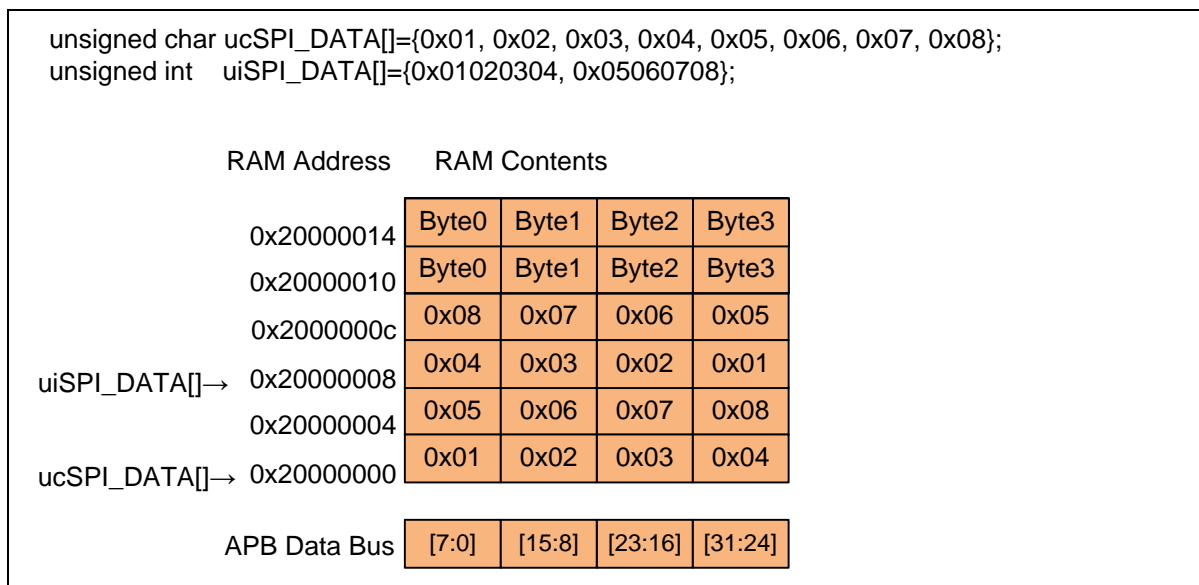 unsigned char ucSPI_DATA[]={0x01, 0x02, 0x03, 0x04, 0x05, 0x06, 0x07, 0x08};
unsigned int uiSPI_DATA[]={0x01020304, 0x05060708};
RAM Address RAM Contents
0x20000014 Byte0 Byte1 Byte2 Byte3
0x20000010 Byte0 Byte1 Byte2 Byte3
0x2000000c 0x08 0x07 0x06 0x05
uiSPI_DATA[]→ 0x20000008 0x04 0x03 0x02 0x01
0x20000004 0x05 0x06 0x07 0x08
ucSPI_DATA[]→ 0x20000000 0x01 0x02 0x03 0x04
APB Data Bus [7:0] [15:8] [23:16] [31:24]